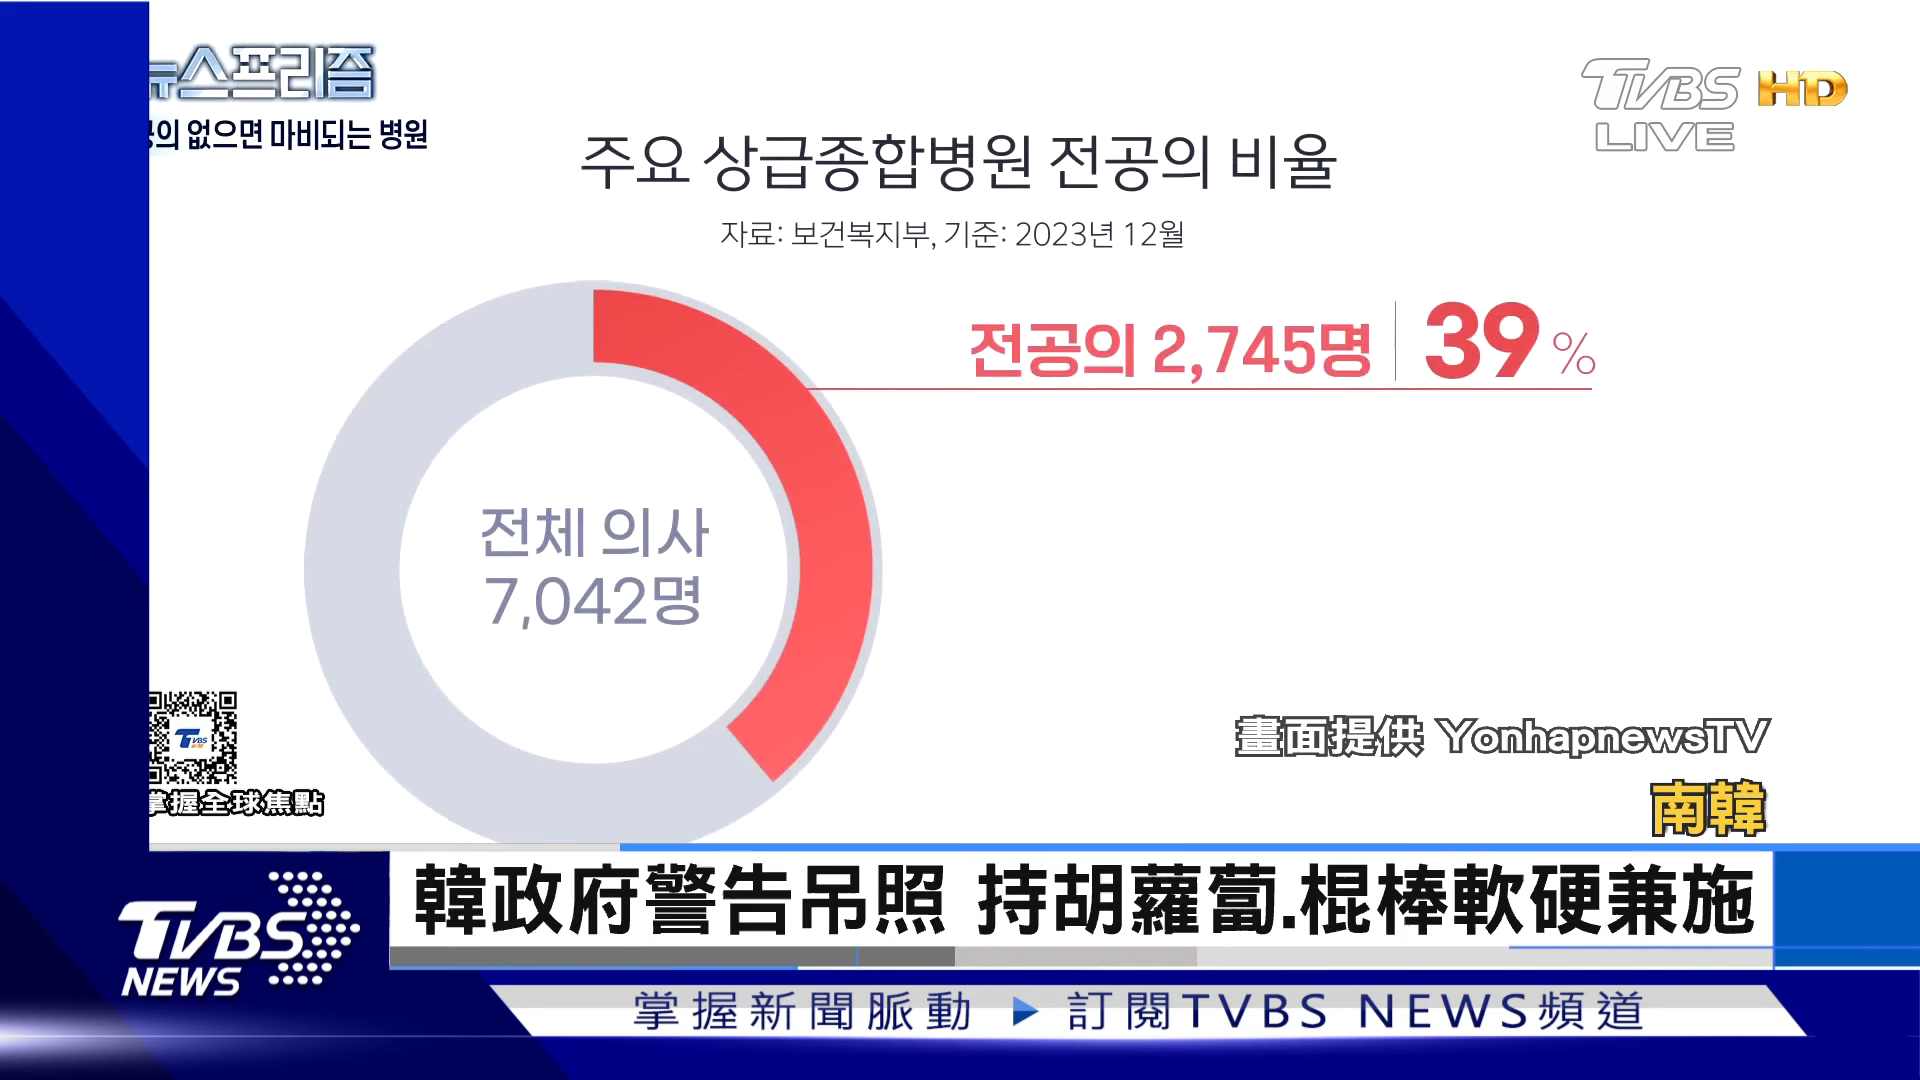 뉴스프리즘
의 없으면 마비되는 병원
TVBS HD
LIVE
주요 상급종합병원 전공의 비율
자료: 보건복지부, 기준: 2023년 12월
전공의 2,745명 39 %
전체 의사
7,042명
TVBS
掌握全球焦點
畫面提供 YonhapnewsTV
南韓
韓政府警告吊照 持胡蘿蔔.棍棒軟硬兼施
TVBS
NEWS
掌握新聞脈動 ▶ 訂閱TVBS NEWS頻道